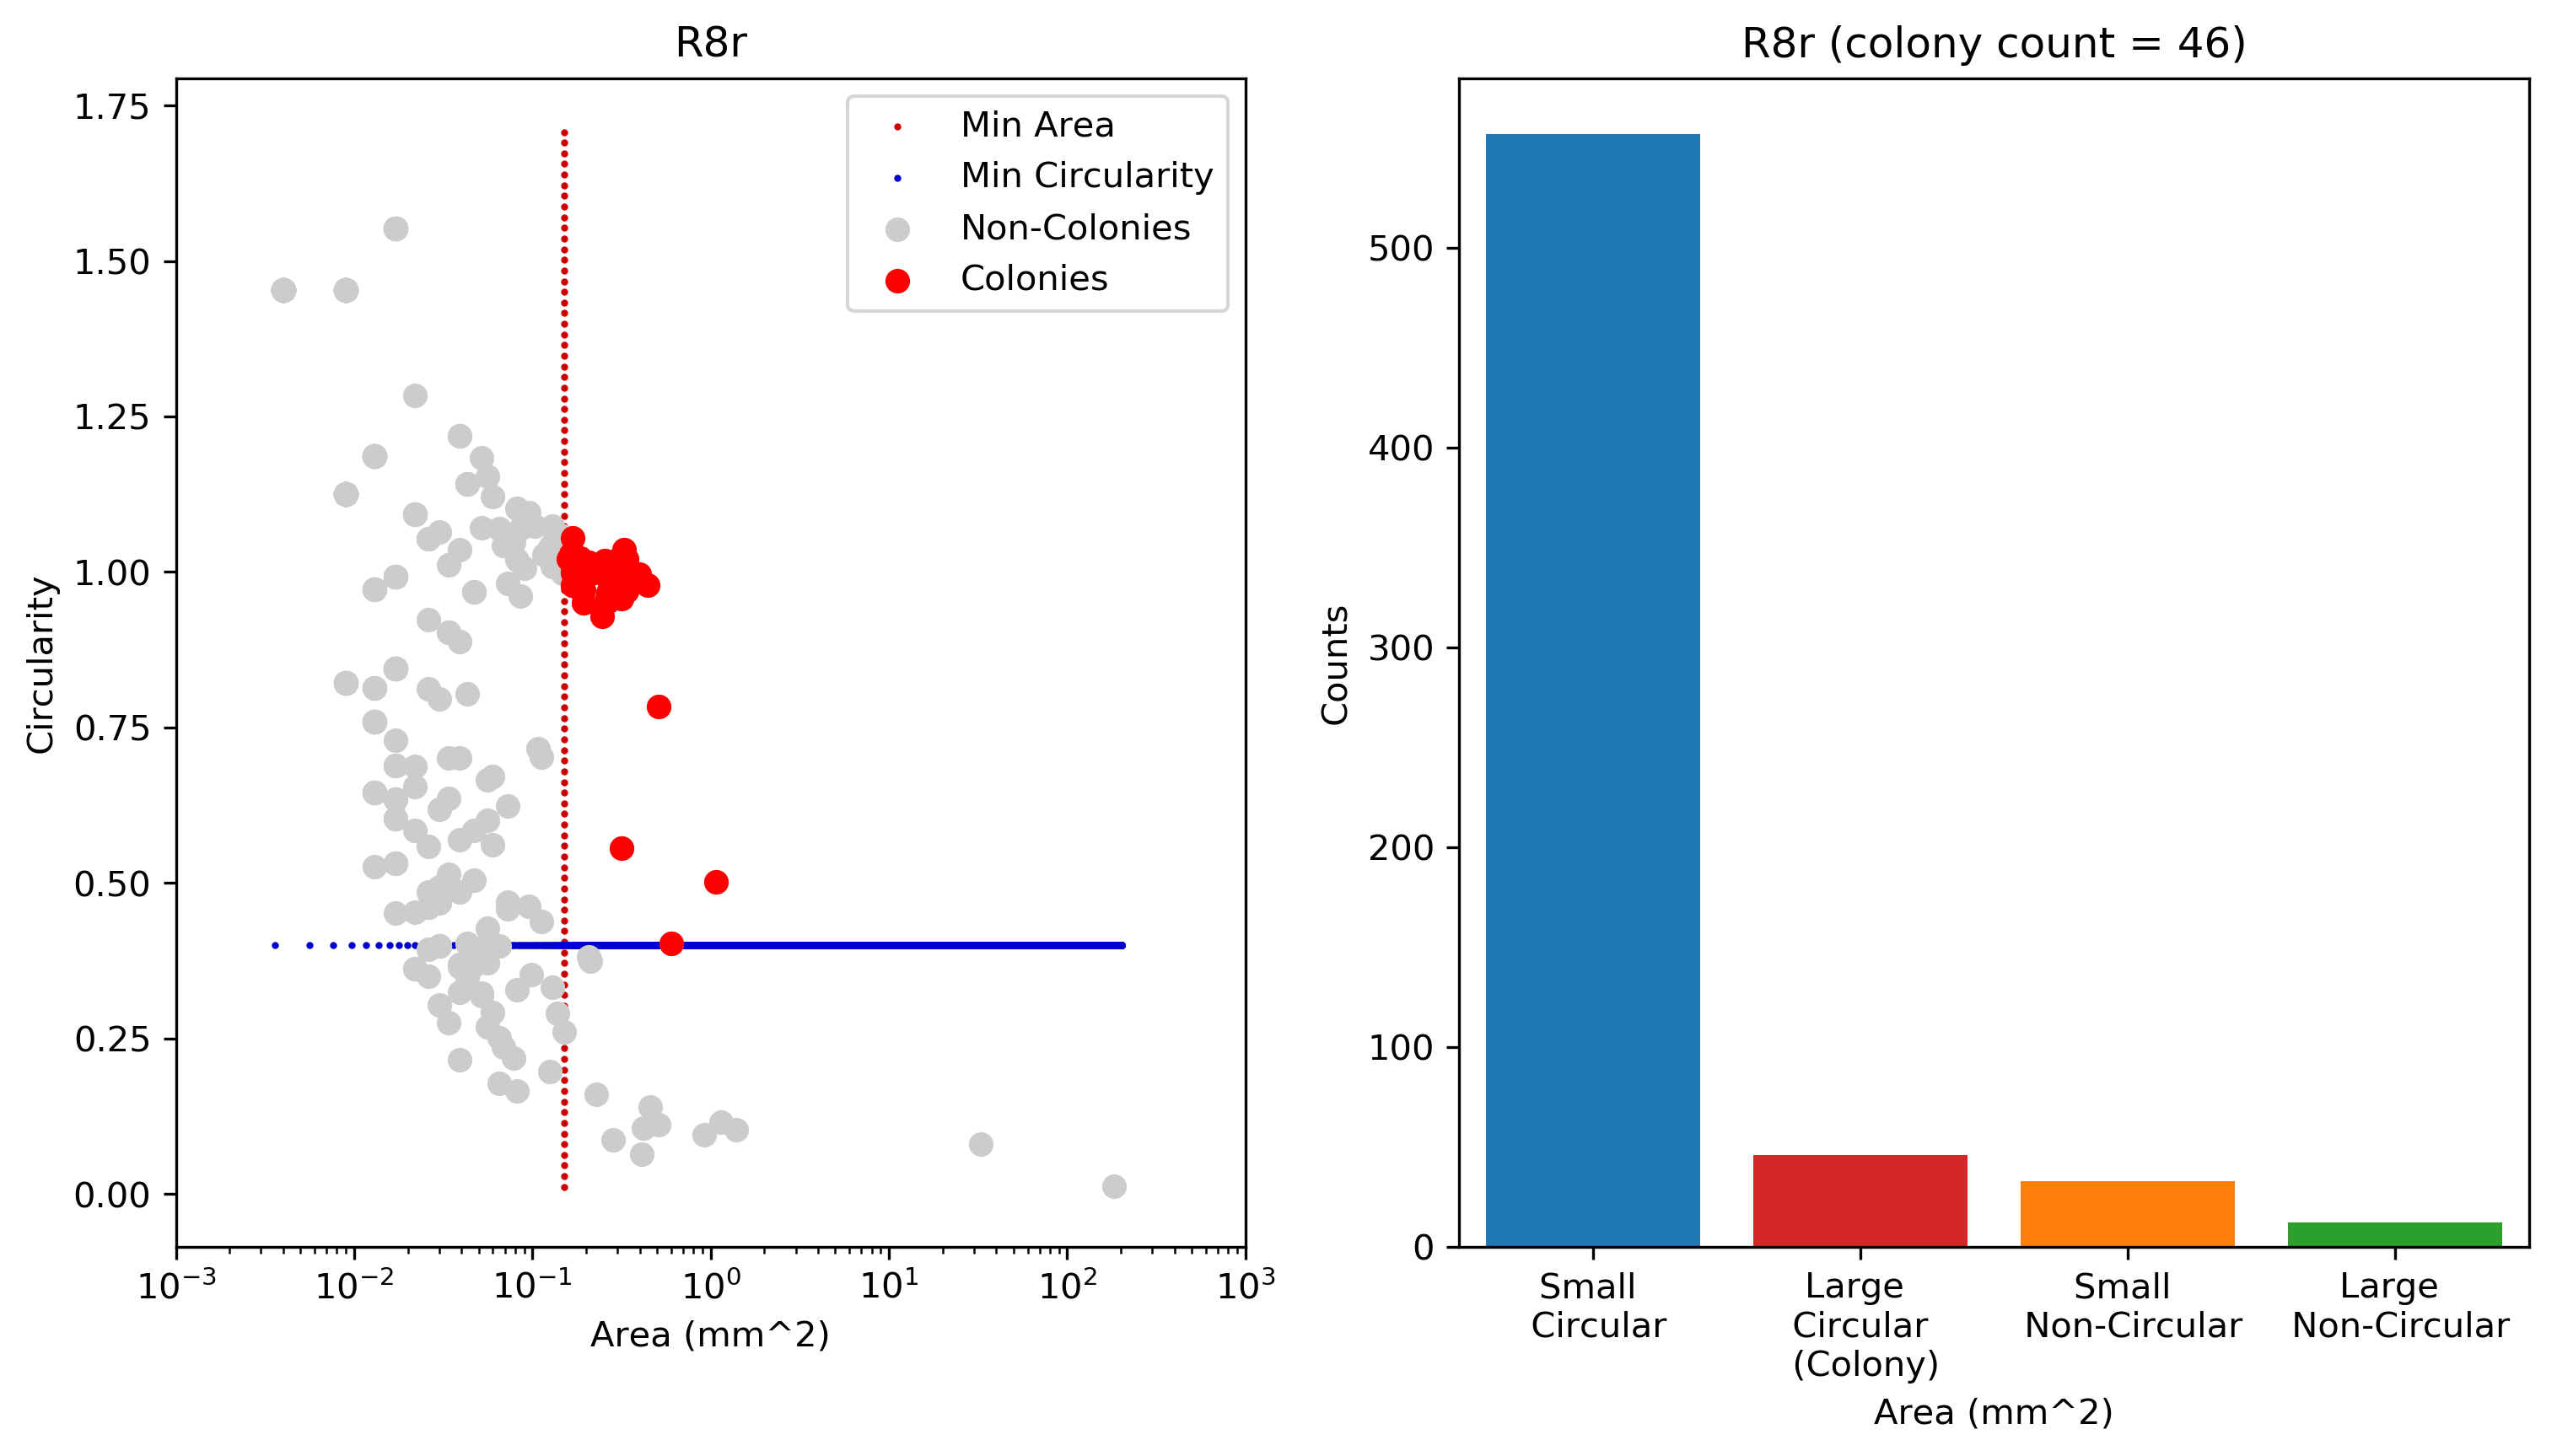 R8r
1.75
1.50
1.25
1.00
0.75
0.50
0.25
0.00
Circularity
10^-3 10^-2 10^-1 10^0 10^1 10^2 10^3
Area (mm^2)
Min Area
Min Circularity
Non-Colonies
Colonies
R8r (colony count = 46)
500
400
300
200
100
0
Counts
Small
Circular
Large
Circular
(Colony)
Small
Non-Circular
Large
Non-Circular
Area (mm^2)